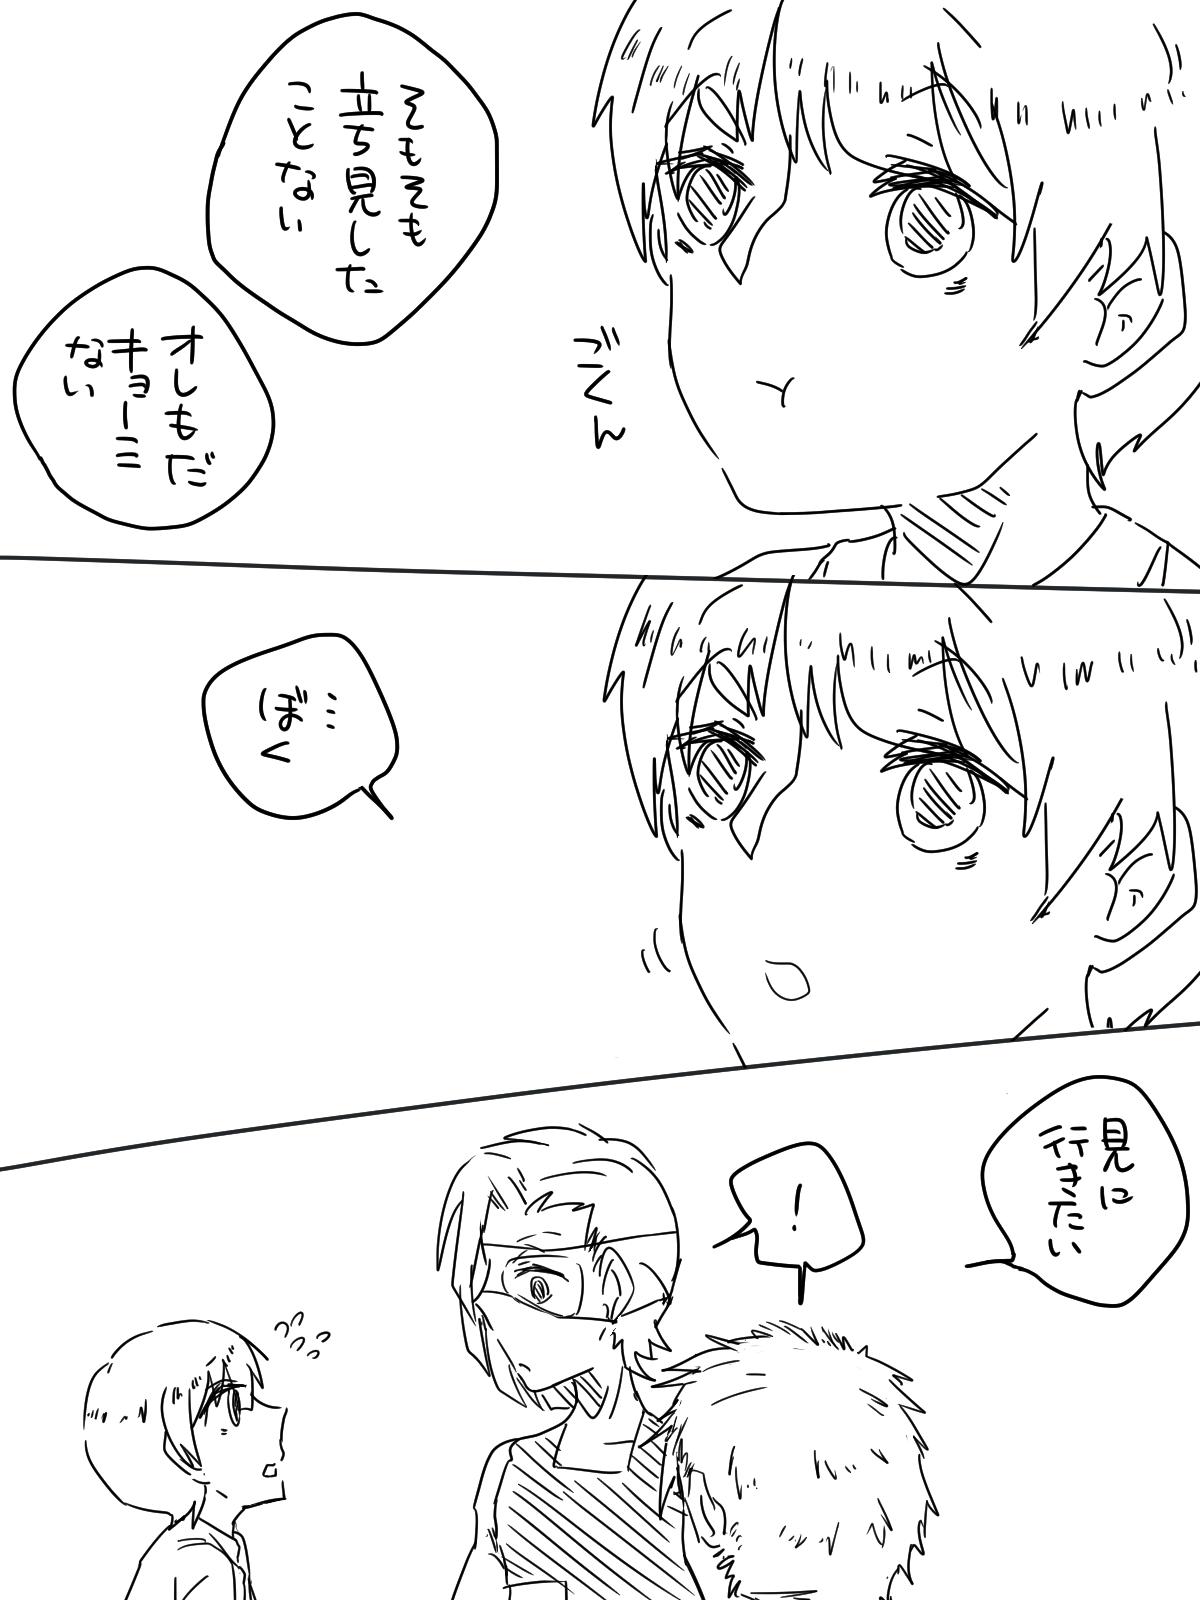 そもそも
立ち見した
ことない
オレもだ
キョーミ
ない
ごくん
…
ぼく
見に
行きたい
！